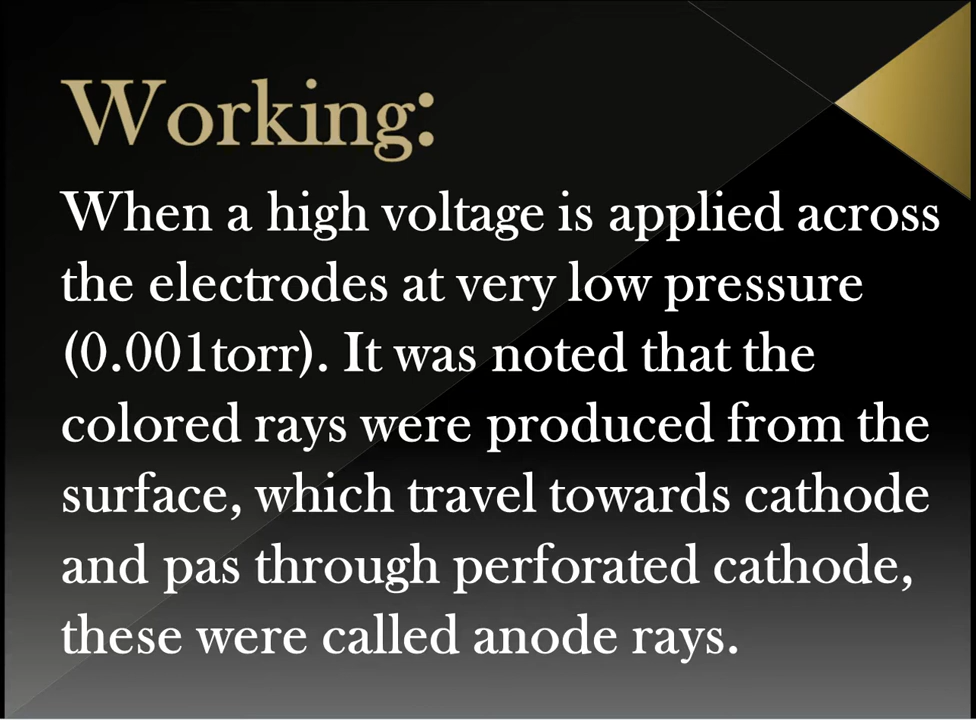 Working:
When a high voltage is applied across
the electrodes at very low pressure
(0.001torr). It was noted that the
colored rays were produced from the
surface, which travel towards cathode
and pas through perforated cathode,
these were called anode rays.